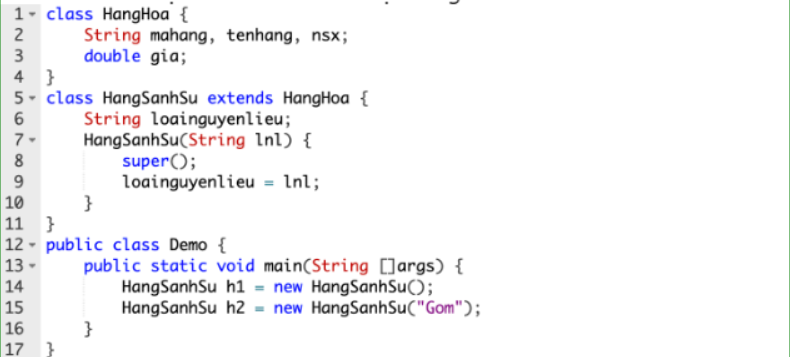 1 class HangHoa {
2 String mahang, tenhang, nsx;
3 double gia;
4 }
5 class HangSanhSu extends HangHoa {
6 String loainguyenlieu;
7 HangSanhSu(String lnl) {
8 super();
9 loainguyenlieu = lnl;
10 }
11 }
12 public class Demo {
13 public static void main(String []args) {
14 HangSanhSu h1 = new HangSanhSu();
15 HangSanhSu h2 = new HangSanhSu("Gom");
16 }
17 }